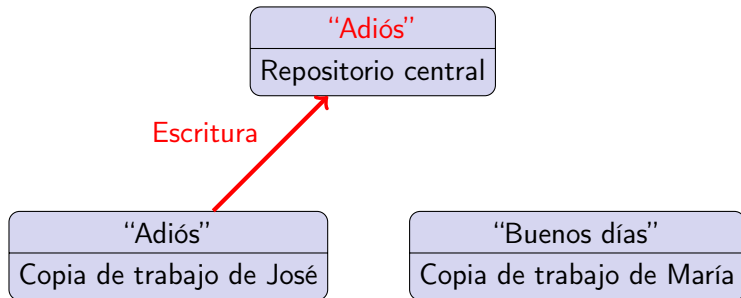 “Adiós”
Repositorio central
Escritura
“Adiós”
Copia de trabajo de José
“Buenos días”
Copia de trabajo de María